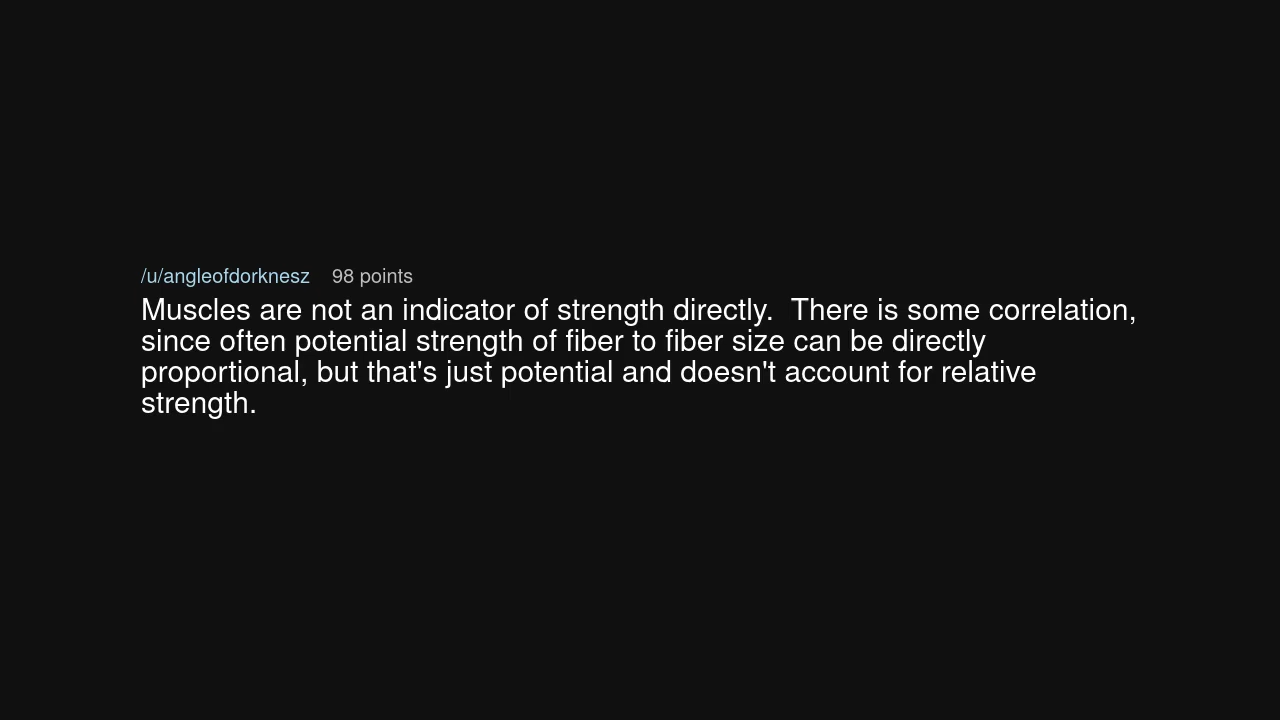 /u/angleofdorknesz 98 points
Muscles are not an indicator of strength directly.  There is some correlation,
since often potential strength of fiber to fiber size can be directly
proportional, but that's just potential and doesn't account for relative
strength.